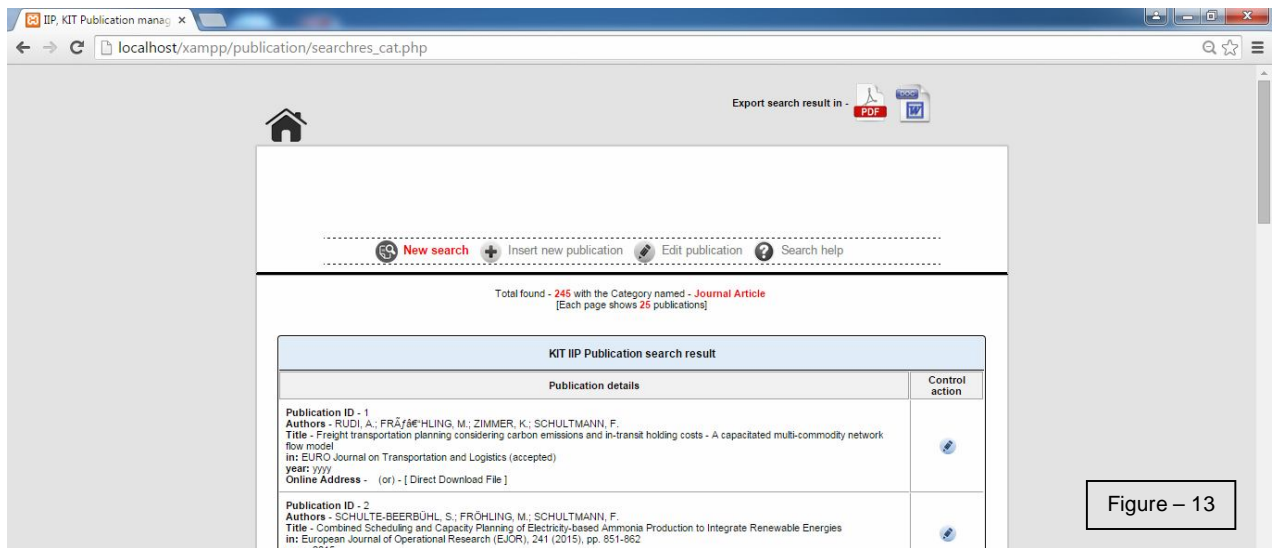 IIP, KIT Publication manag
localhost/xampp/publication/searchres_cat.php
Export search result in -
PDF
DOC
W
New search
Insert new publication
Edit publication
Search help
Total found - 245 with the Category named - Journal Article
[Each page shows 25 publications]
KIT IIP Publication search result
Publication details
Control
action
Publication ID - 1
Authors - RUDI, A.; FRÃƒâ€“HLING, M.; ZIMMER, K.; SCHULTMANN, F.
Title - Freight transportation planning considering carbon emissions and in-transit holding costs - A capacitated multi-commodity network
flow model
in: EURO Journal on Transportation and Logistics (accepted)
year: yyyy
Online Address - (or) - [ Direct Download File ]
Publication ID - 2
Authors - SCHULTE-BEERBÜHL, S.; FRÖHLING, M.; SCHULTMANN, F.
Title - Combined Scheduling and Capacity Planning of Electricity-based Ammonia Production to Integrate Renewable Energies
in: European Journal of Operational Research (EJOR), 241 (2015), pp. 851-862
Figure – 13